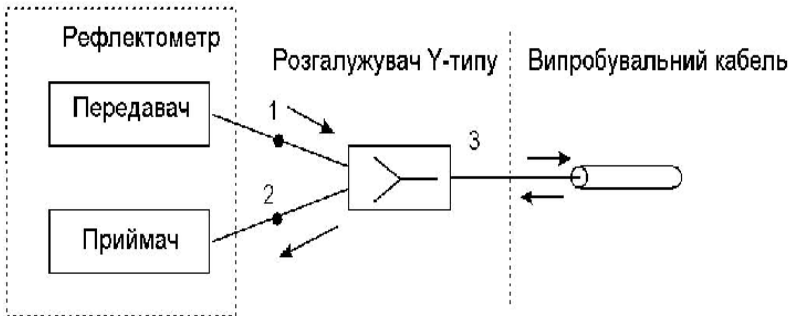 Рефлектометр
Розгалужувач Y-типу
Випробувальний кабель
Передавач
1
3
2
Приймач